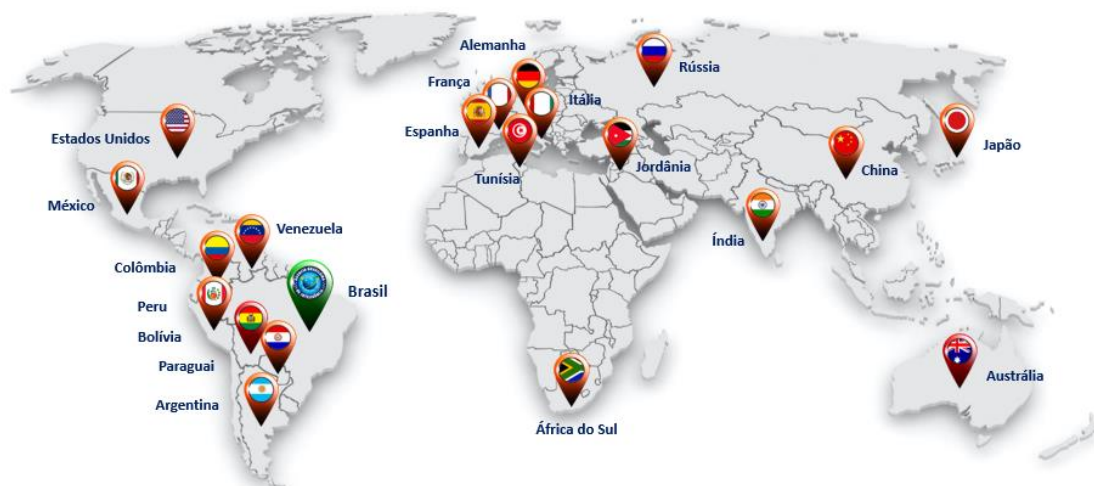 Alemanha
Rússia
França
Itália
Estados Unidos
Espanha
Japão
China
Tunísia
Jordânia
México
Venezuela
Índia
Colômbia
Brasil
Peru
Bolívia
Paraguai
Austrália
Argentina
África do Sul